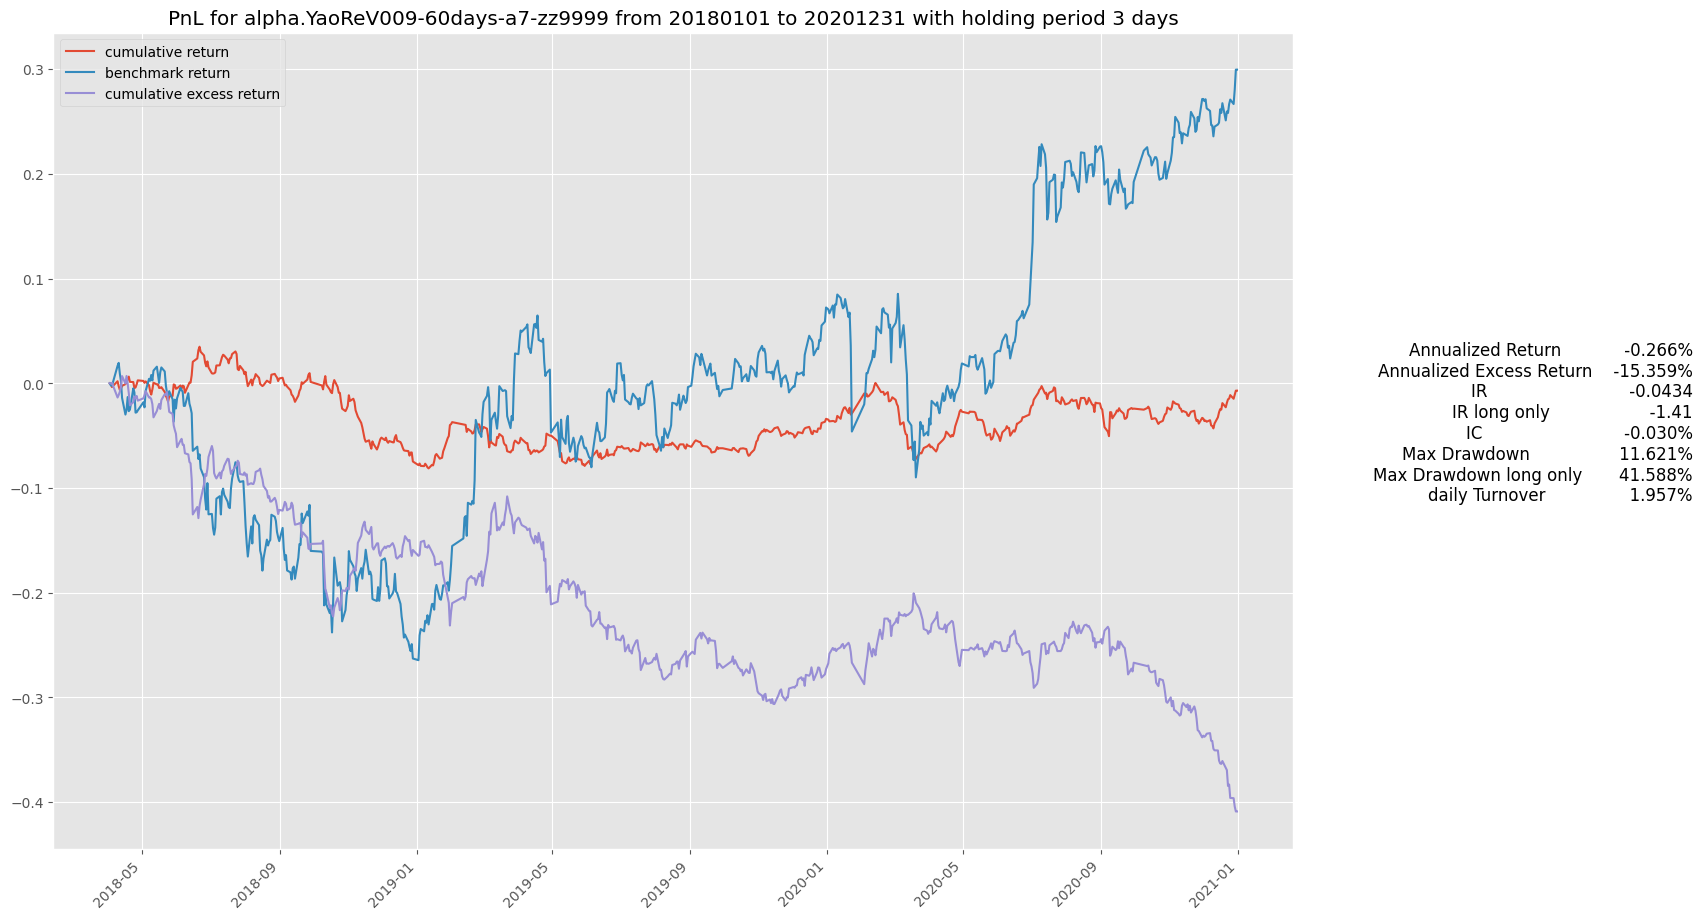 PnL for alpha.YaoReV009-60days-a7-zz9999 from 20180101 to 20201231 with holding period 3 days
cumulative return
benchmark return
cumulative excess return
0.3
0.2
0.1
0.0
−0.1
−0.2
−0.3
−0.4
2018-05
2018-09
2019-01
2019-05
2019-09
2020-01
2020-05
2020-09
2021-01
Annualized Return -0.266%
Annualized Excess Return -15.359%
IR -0.0434
IR long only -1.41
IC -0.030%
Max Drawdown 11.621%
Max Drawdown long only 41.588%
daily Turnover 1.957%